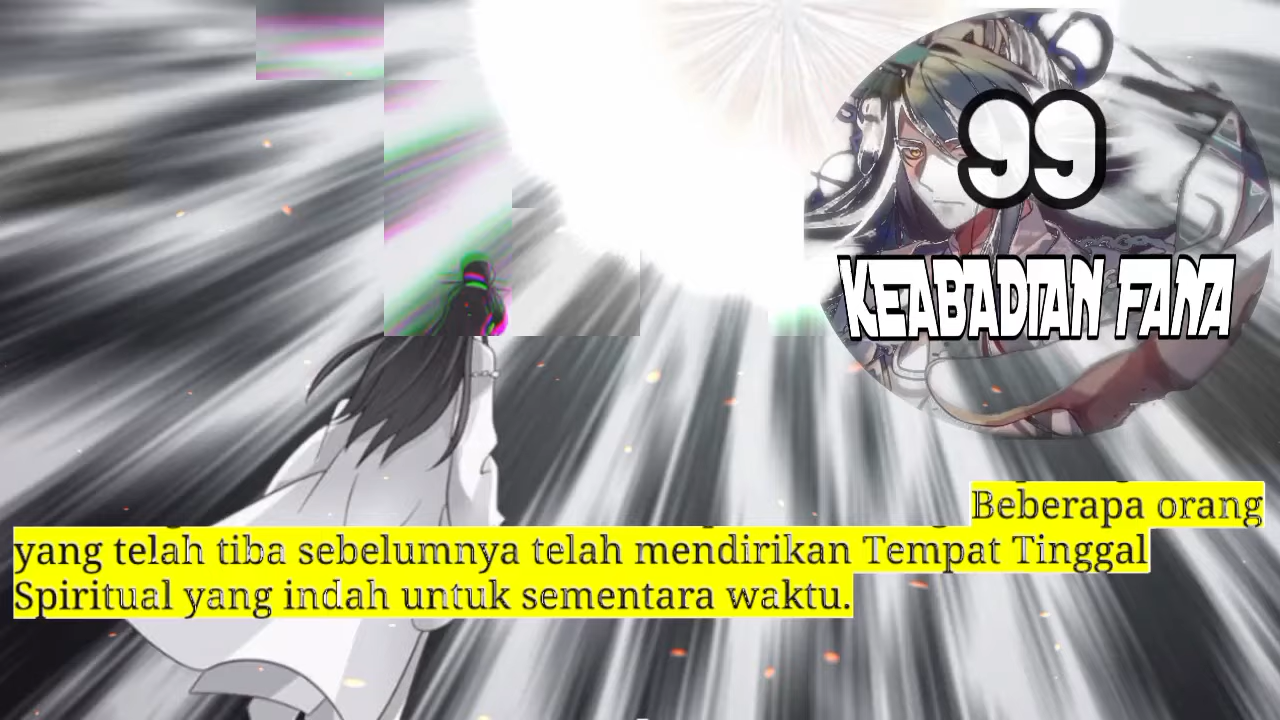 99
KEABADIAN FANA
Beberapa orang
yang telah tiba sebelumnya telah mendirikan Tempat Tinggal
Spiritual yang indah untuk sementara waktu.